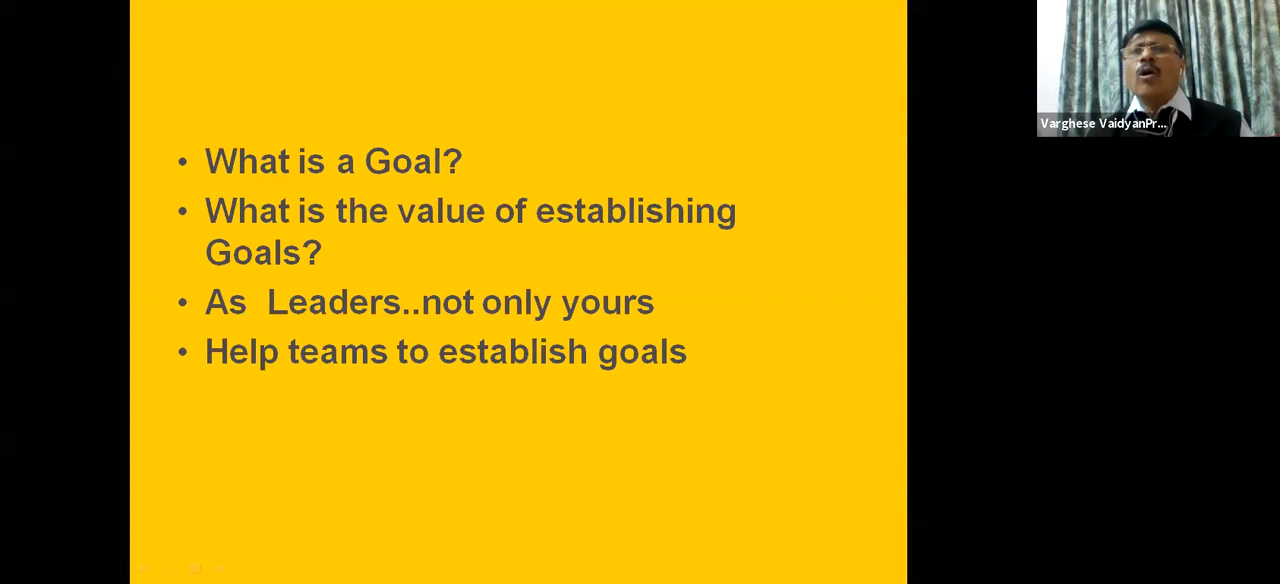 • What is a Goal?
• What is the value of establishing
Goals?
• As Leaders..not only yours
• Help teams to establish goals
Varghese VaidyanPr...